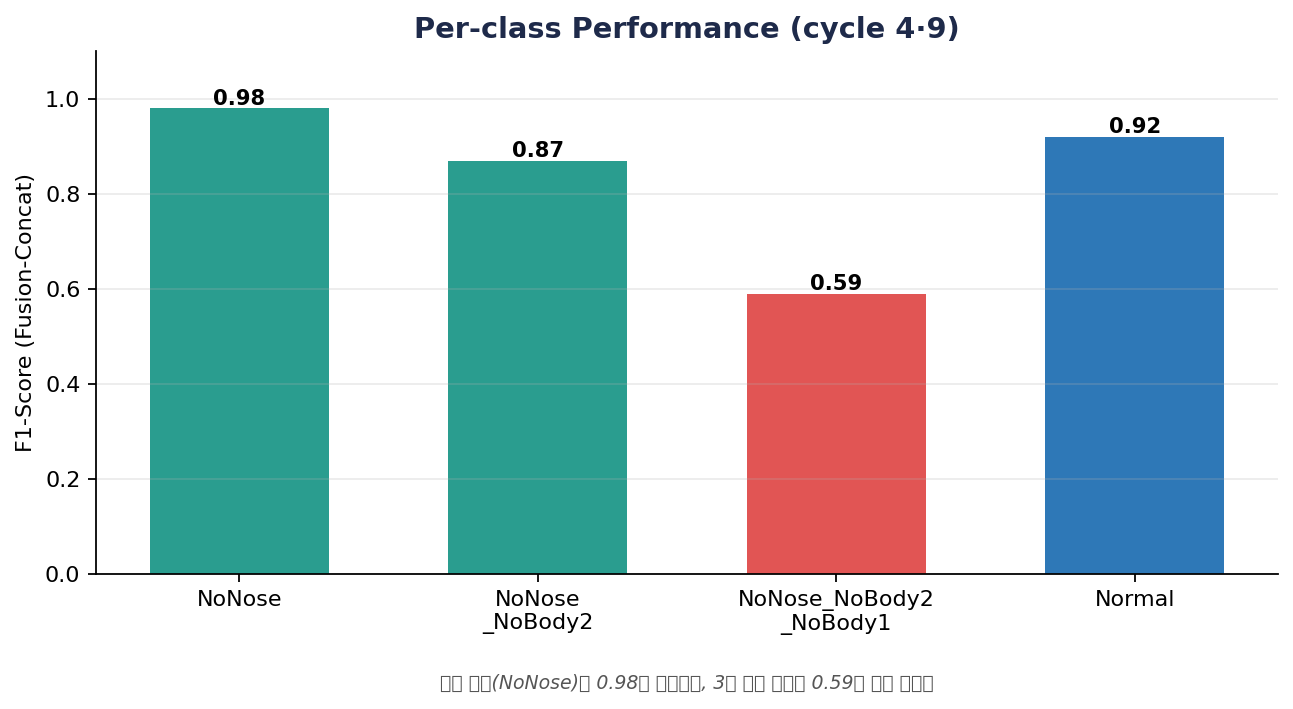 Per-class Performance (cycle 4·9)
F1-Score (Fusion-Concat)
1.0
0.8
0.6
0.4
0.2
0.0
0.98
0.87
0.59
0.92
NoNose
NoNose
_NoBody2
NoNose_NoBody2
_NoBody1
Normal
(NoNose) 0.98 , 3 0.59